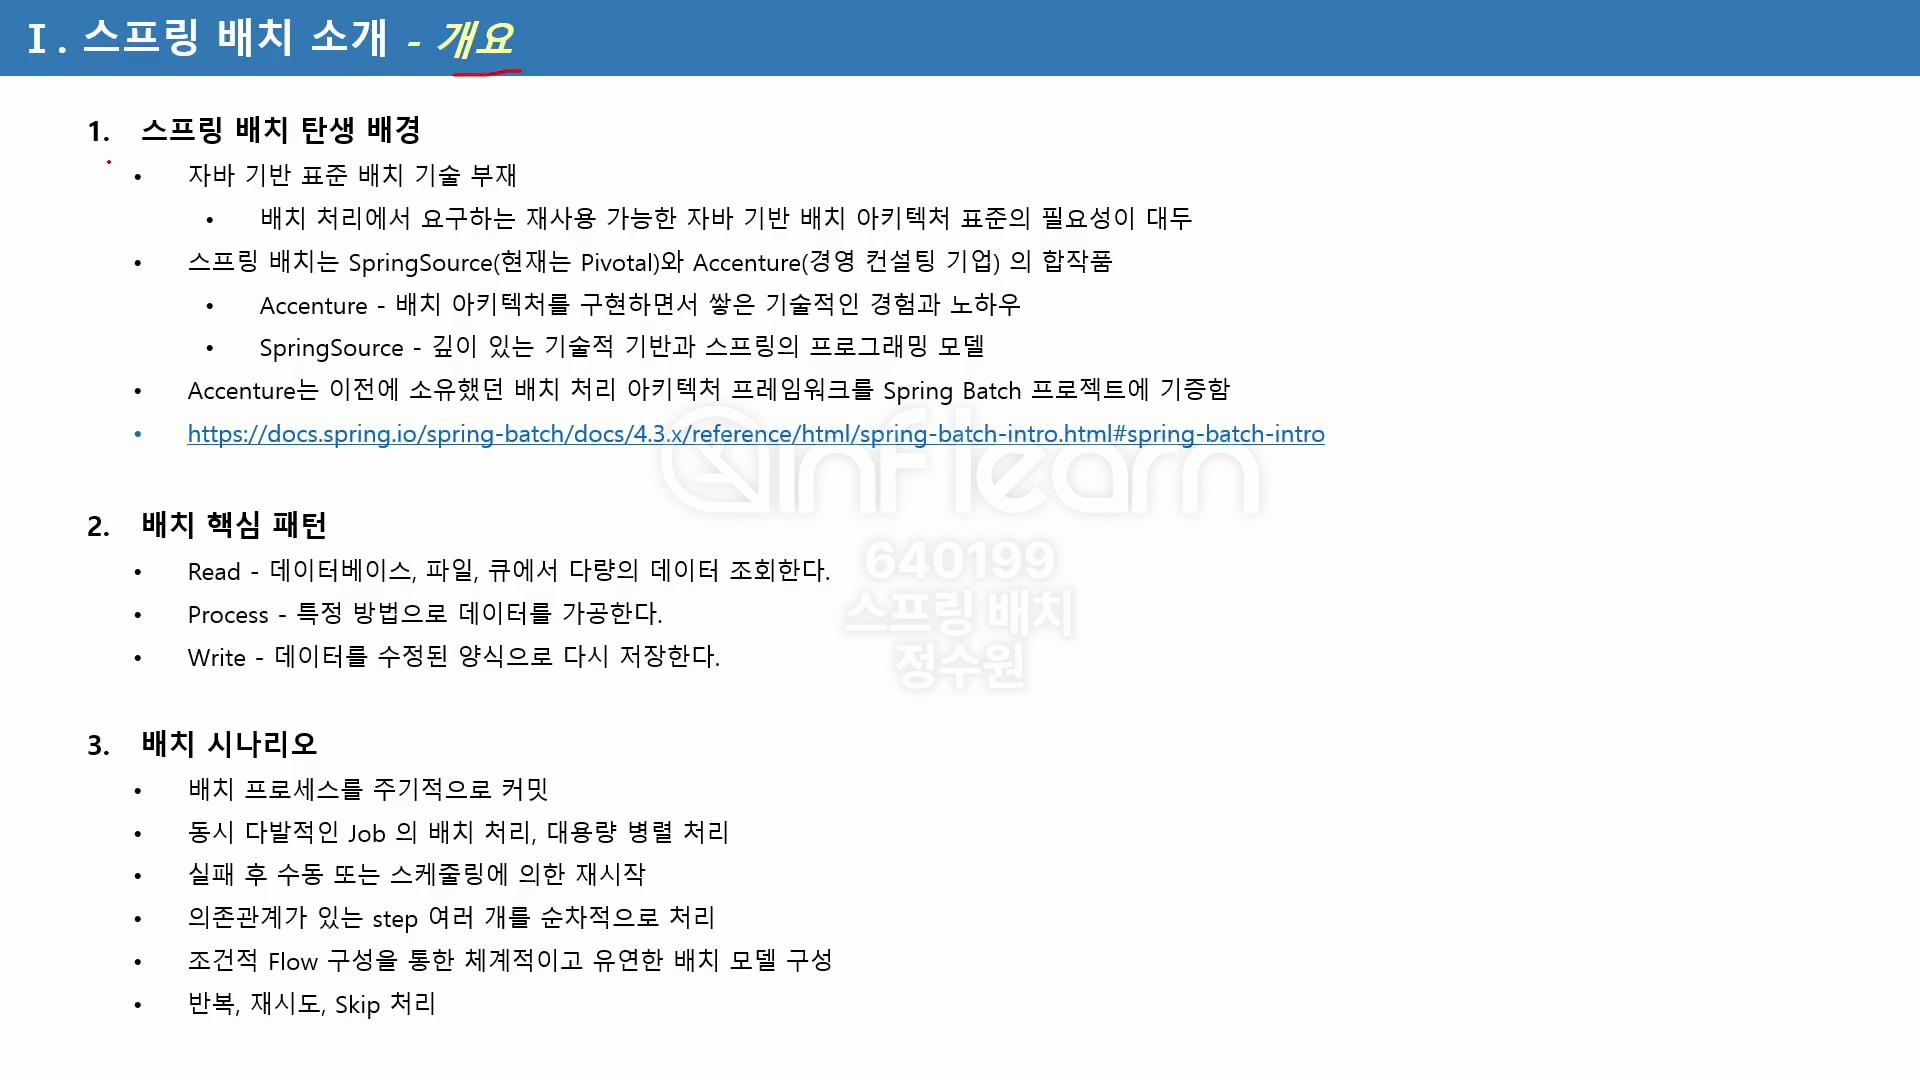 I. 스프링 배치 소개 - 개요
1. 스프링 배치 탄생 배경
• 자바 기반 표준 배치 기술 부재
• 배치 처리에서 요구하는 재사용 가능한 자바 기반 배치 아키텍처 표준의 필요성이 대두
• 스프링 배치는 SpringSource(현재는 Pivotal)와 Accenture(경영 컨설팅 기업) 의 합작품
• Accenture - 배치 아키텍처를 구현하면서 쌓은 기술적인 경험과 노하우
• SpringSource - 깊이 있는 기술적 기반과 스프링의 프로그래밍 모델
• Accenture는 이전에 소유했던 배치 처리 아키텍처 프레임워크를 Spring Batch 프로젝트에 기증함
• https://docs.spring.io/spring-batch/docs/4.3.x/reference/html/spring-batch-intro.html#spring-batch-intro
inflearn
2. 배치 핵심 패턴
• Read - 데이터베이스, 파일, 큐에서 다량의 데이터 조회한다.
• Process - 특정 방법으로 데이터를 가공한다.
• Write - 데이터를 수정된 양식으로 다시 저장한다.
640199
스프링 배치
정수원
3. 배치 시나리오
• 배치 프로세스를 주기적으로 커밋
• 동시 다발적인 Job 의 배치 처리, 대용량 병렬 처리
• 실패 후 수동 또는 스케줄링에 의한 재시작
• 의존관계가 있는 step 여러 개를 순차적으로 처리
• 조건적 Flow 구성을 통한 체계적이고 유연한 배치 모델 구성
• 반복, 재시도, Skip 처리